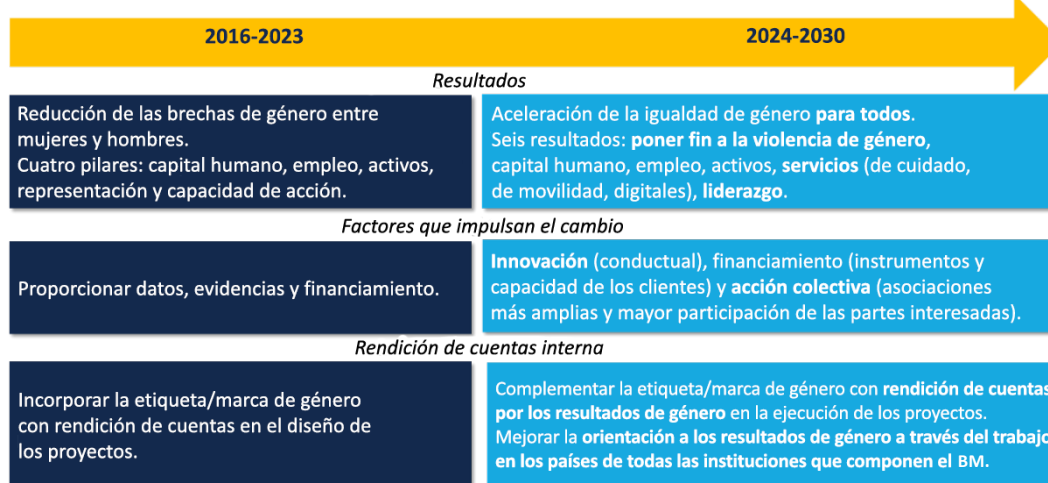 2016-2023
2024-2030
Resultados
Reducción de las brechas de género entre
mujeres y hombres.
Cuatro pilares: capital humano, empleo, activos,
representación y capacidad de acción.
Aceleración de la igualdad de género para todos.
Seis resultados: poner fin a la violencia de género,
capital humano, empleo, activos, servicios (de cuidado,
de movilidad, digitales), liderazgo.
Factores que impulsan el cambio
Proporcionar datos, evidencias y financiamiento.
Innovación (conductual), financiamiento (instrumentos y
capacidad de los clientes) y acción colectiva (asociaciones
más amplias y mayor participación de las partes interesadas).
Rendición de cuentas interna
Incorporar la etiqueta/marca de género
con rendición de cuentas en el diseño de
los proyectos.
Complementar la etiqueta/marca de género con rendición de cuentas
por los resultados de género en la ejecución de los proyectos.
Mejorar la orientación a los resultados de género a través del trabajo
en los países de todas las instituciones que componen el BM.